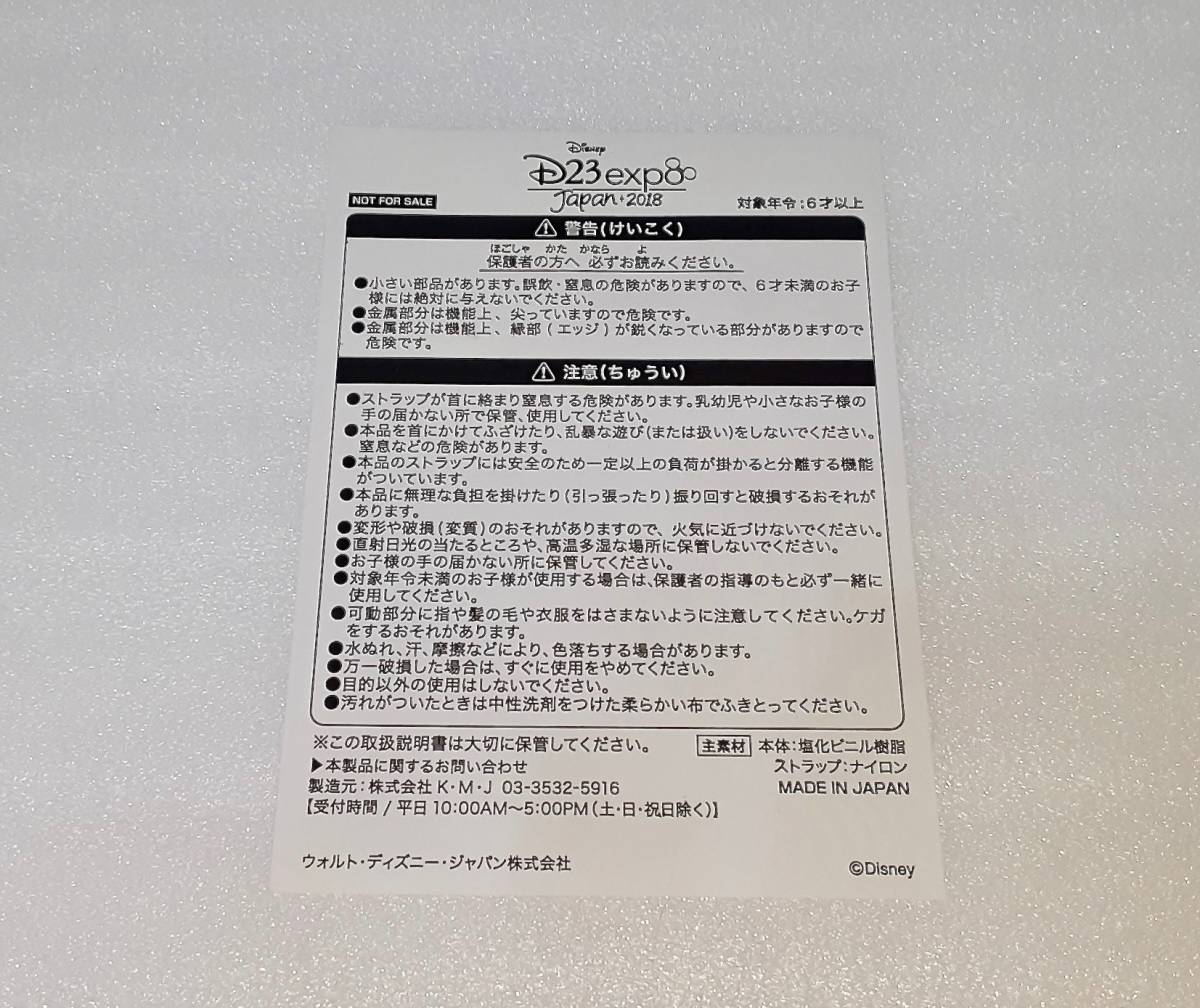 Disney
D23 expo
Japan 2018
NOT FOR SALE
対象年令:6才以上
警告(けいこく)
ほごしゃ かた かなら よ
保護者の方へ 必ずお読みください。
●小さい部品があります。誤飲・窒息の危険がありますので、6才未満のお子
様には絶対に与えないでください。
●金属部分は機能上、尖っていますので危険です。
●金属部分は機能上、縁部(エッジ)が鋭くなっている部分がありますので
危険です。
注意(ちゅうい)
●ストラップが首に絡まり窒息する危険があります。乳幼児や小さなお子様の
手の届かない所で保管、使用してください。
●本品を首にかけてふざけたり、乱暴な遊び(または扱い)をしないでください。
窒息などの危険があります。
●本品のストラップには安全のため一定以上の負荷が掛かると分離する機能
がついています。
●本品に無理な負担を掛けたり(引っ張ったり)振り回すと破損するおそれが
あります。
●変形や破損(変質)のおそれがありますので、火気に近づけないでください。
●直射日光の当たるところや、高温多湿な場所に保管しないでください。
●お子様の手の届かない所に保管してください。
●対象年令未満のお子様が使用する場合は、保護者の指導のもと必ず一緒に
使用してください。
●可動部分に指や髪の毛や衣服をはさまないように注意してください。ケガ
をするおそれがあります。
●水ぬれ、汗、摩擦などにより、色落ちする場合があります。
●万一破損した場合は、すぐに使用をやめてください。
●目的以外の使用はしないでください。
●汚れがついたときは中性洗剤をつけた柔らかい布でふきとってください。
※この取扱説明書は大切に保管してください。
主素材 本体:塩化ビニル樹脂
▶本製品に関するお問い合わせ
ストラップ:ナイロン
製造元:株式会社 K・M・J 03-3532-5916
MADE IN JAPAN
【受付時間 / 平日 10:00AM〜5:00PM(土・日・祝日除く)】
ウォルト・ディズニー・ジャパン株式会社
©Disney